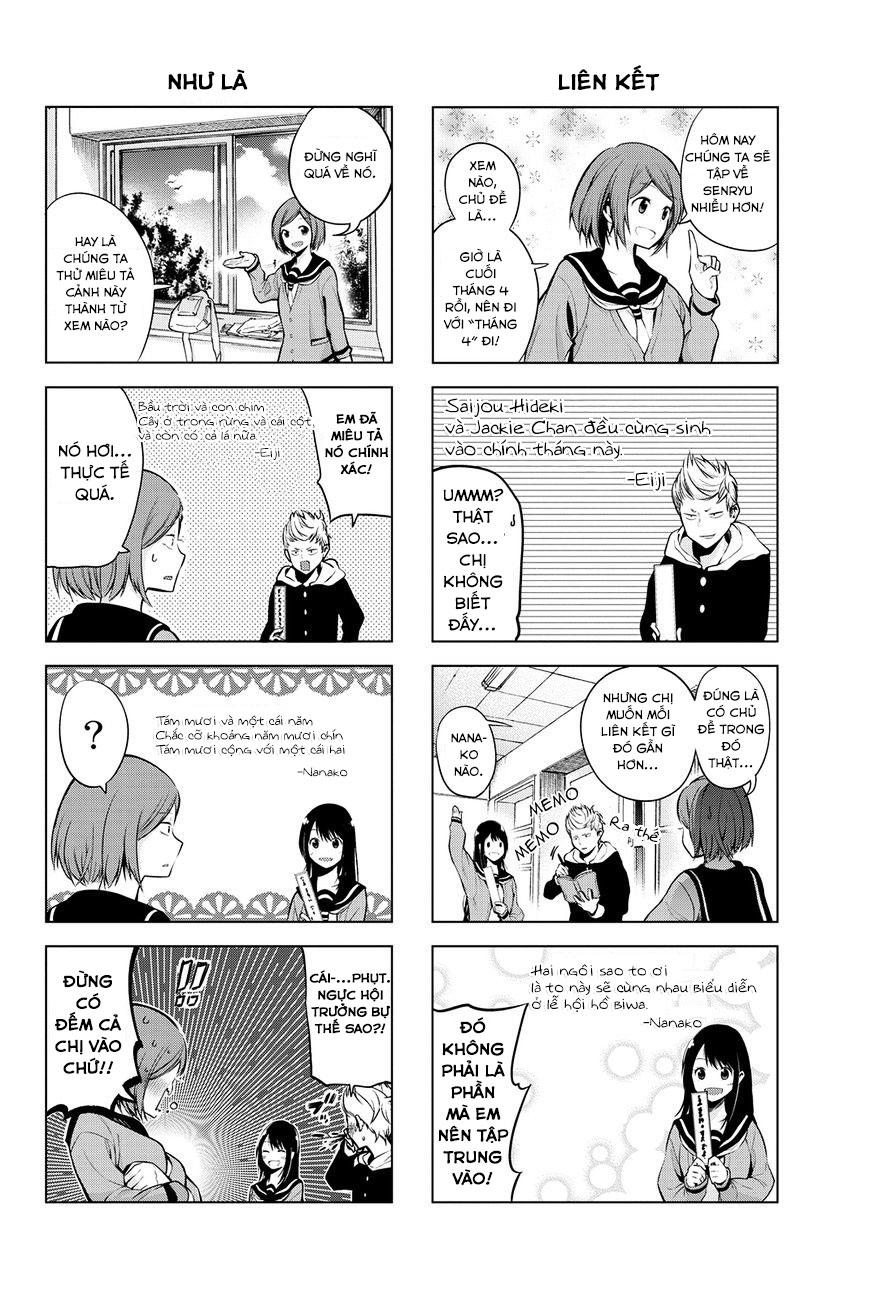 LIÊN KẾT
HÔM NAY
CHÚNG TA SẼ
TẬP VỀ
SENRYU
NHIỀU HƠN!
XEM
NÀO,
CHỦ ĐỀ
LÀ...
GIỜ LÀ
CUỐI
THÁNG 4
RỒI, NÊN ĐI
VỚI “THÁNG
4” ĐI!
Saijou Hideki
và Jackie Chan đều cùng sinh
vào chính tháng này.
-Eiji
UMMM?
THẬT
SAO...
CHỊ
KHÔNG
BIẾT
ĐẤY...
ĐÚNG LÀ
CÓ CHỦ
ĐỀ TRONG
ĐÓ
THẬT...
NHƯNG CHỊ
MUỐN MỐI
LIÊN KẾT GÌ
ĐÓ GẦN
HƠN...
Ra thế
MEMO
MEMO
NANA-
KO NÀO.
Hai ngôi sao to ơi
là to này sẽ cùng nhau biểu diễn
ở lễ hội hồ Biwa.
-Nanako
ĐÓ
KHÔNG
PHẢI LÀ
PHẦN
MÀ EM
NÊN TẬP
TRUNG
VÀO!
NHƯ LÀ
ĐỪNG NGHĨ
QUÁ VỀ NÓ.
HAY LÀ
CHÚNG TA
THỬ MIÊU TẢ
CẢNH NÀY
THÀNH TỪ
XEM NÀO?
EM ĐÃ
MIÊU TẢ
NÓ CHÍNH
XÁC!
Bầu trời và con chim
Cây ở trong rừng và cái cột,
và còn có cả lá nữa.
-Eiji
NÓ HƠI...
THỰC TẾ
QUÁ.
Tám mươi và một cái năm
Chắc cỡ khoảng năm mươi chín
Tám mươi cộng với một cái hai
-Nanako
?
CÁI-...PHỤT.
NGỰC HỘI
TRƯỞNG BỰ
THẾ SAO?!
ĐỪNG
CÓ
ĐẾM CẢ
CHỊ VÀO
CHỨ!!